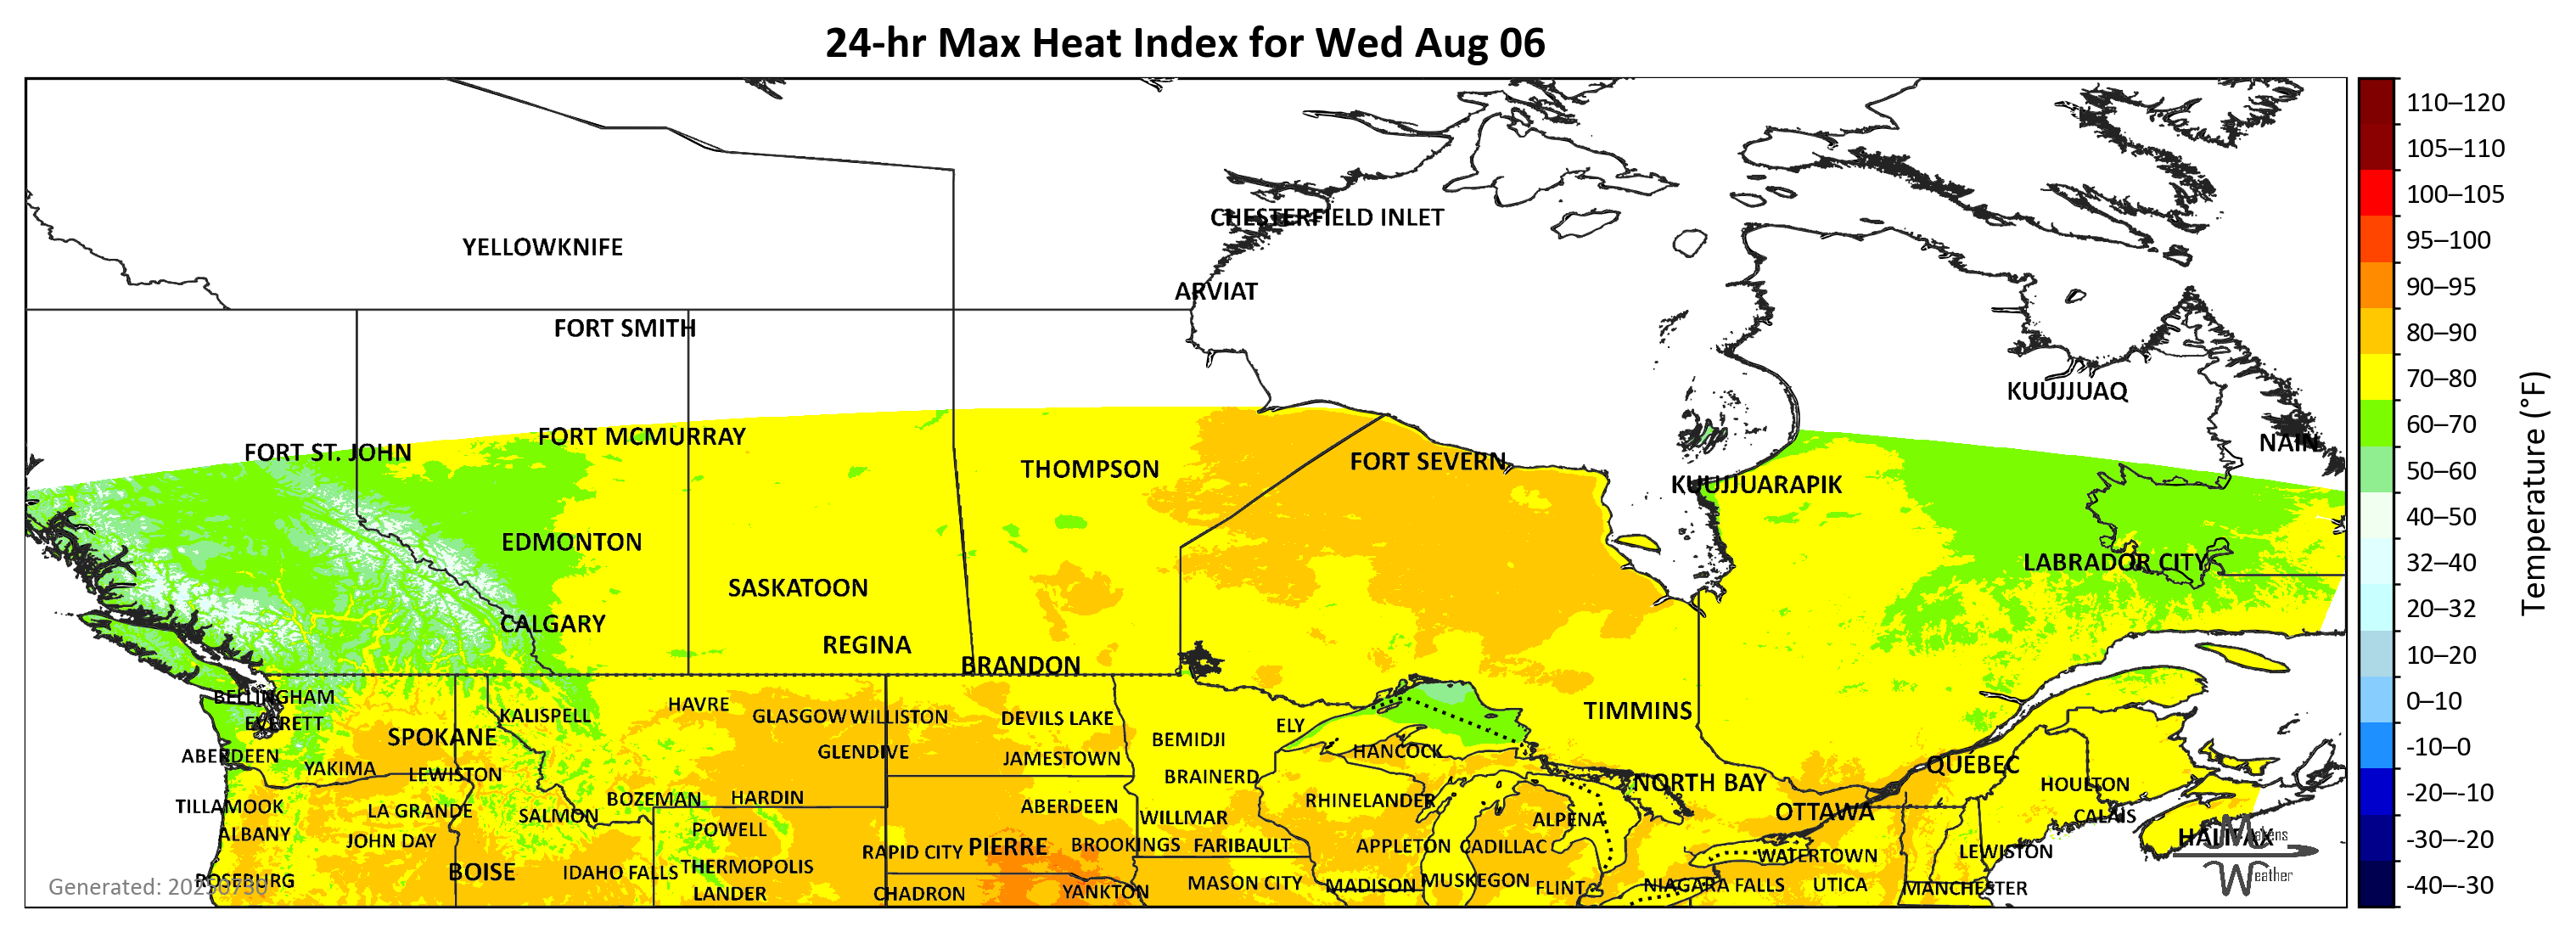 24-hr Max Heat Index for Wed Aug 06
110–120
105–110
CHESTERFIELD INLET
100–105
YELLOWKNIFE
95–100
ARVIAT
90–95
FORT SMITH
80–90
KUUJJUAQ
70–80
FORT MCMURRAY
60–70
FORT ST. JOHN
NAIN
THOMPSON
FORT SEVERN
50–60
KUUJJUARAPIK
40–50
EDMONTON
LABRADOR CITY
32–40
SASKATOON
20–32
CALGARY
REGINA
10–20
BRANDON
BELLINGHAM
HAVRE
0–10
KALISPELL
GLASGOW
WILLISTON
DEVILS LAKE
TIMMINS
EVERETT
ELY
SPOKANE
BEMIDJI
-10–0
ABERDEEN
GLENDIVE
JAMESTOWN
HANCOCK
QUÉBEC
YAKIMA
LEWISTON
BRAINERD
NORTH BAY
HOULTON
-20–-10
TILLAMOOK
LA GRANDE
SALMON
BOZEMAN
HARDIN
ABERDEEN
WILLMAR
RHINELANDER
ALPENA
OTTAWA
CALAIS
ALBANY
JOHN DAY
POWELL
HALIFAX
Makens
Weather
-30–-20
RAPID CITY
PIERRE
BROOKINGS
FARIBAULT
APPLETON
CADILLAC
WATERTOWN
LEWISTON
BOISE
IDAHO FALLS
THERMOPOLIS
ROSEBURG
Generated: 20250730
LANDER
CHADRON
YANKTON
MASON CITY
MADISON
MUSKEGON
FLINT
NIAGARA FALLS
UTICA
MANCHESTER
-40–-30
Temperature (°F)